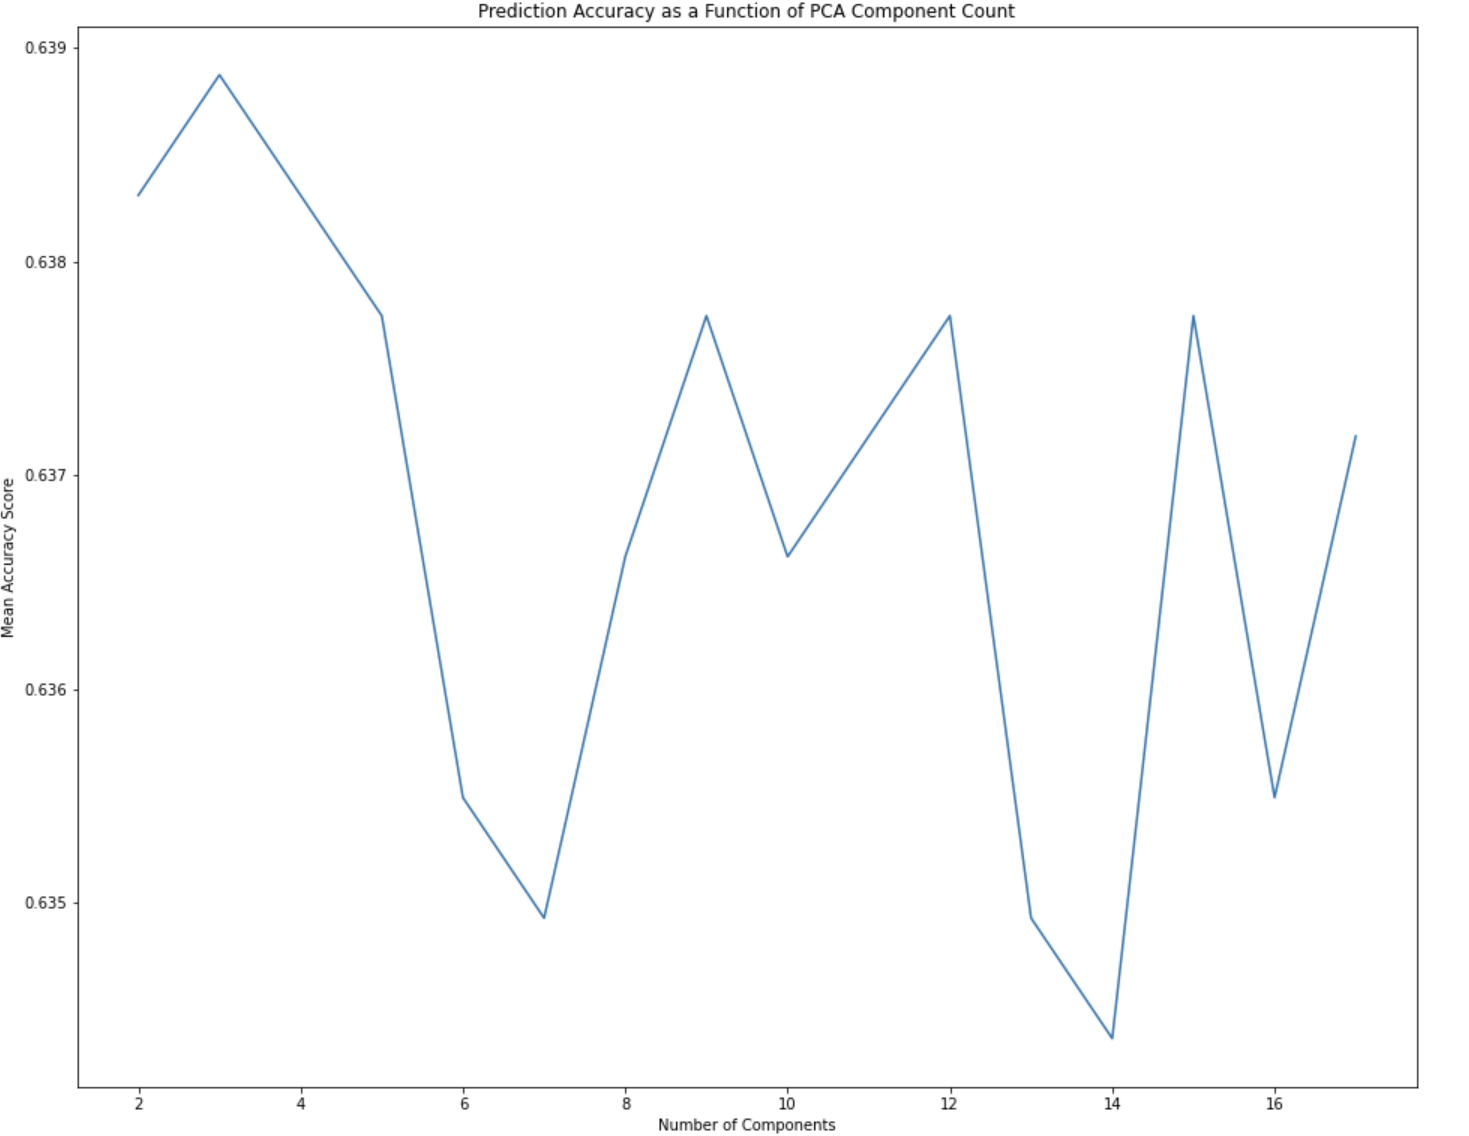 Prediction Accuracy as a Function of PCA Component Count
0.639
0.638
0.637
0.636
0.635
Mean Accuracy Score
2 4 6 8 10 12 14 16
Number of Components